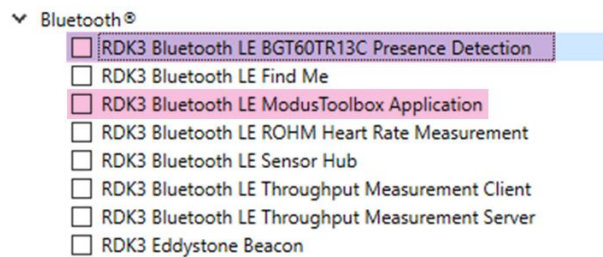 Bluetooth®
RDK3 Bluetooth LE BGT60TR13C Presence Detection
RDK3 Bluetooth LE Find Me
RDK3 Bluetooth LE ModusToolbox Application
RDK3 Bluetooth LE ROHM Heart Rate Measurement
RDK3 Bluetooth LE Sensor Hub
RDK3 Bluetooth LE Throughput Measurement Client
RDK3 Bluetooth LE Throughput Measurement Server
RDK3 Eddystone Beacon